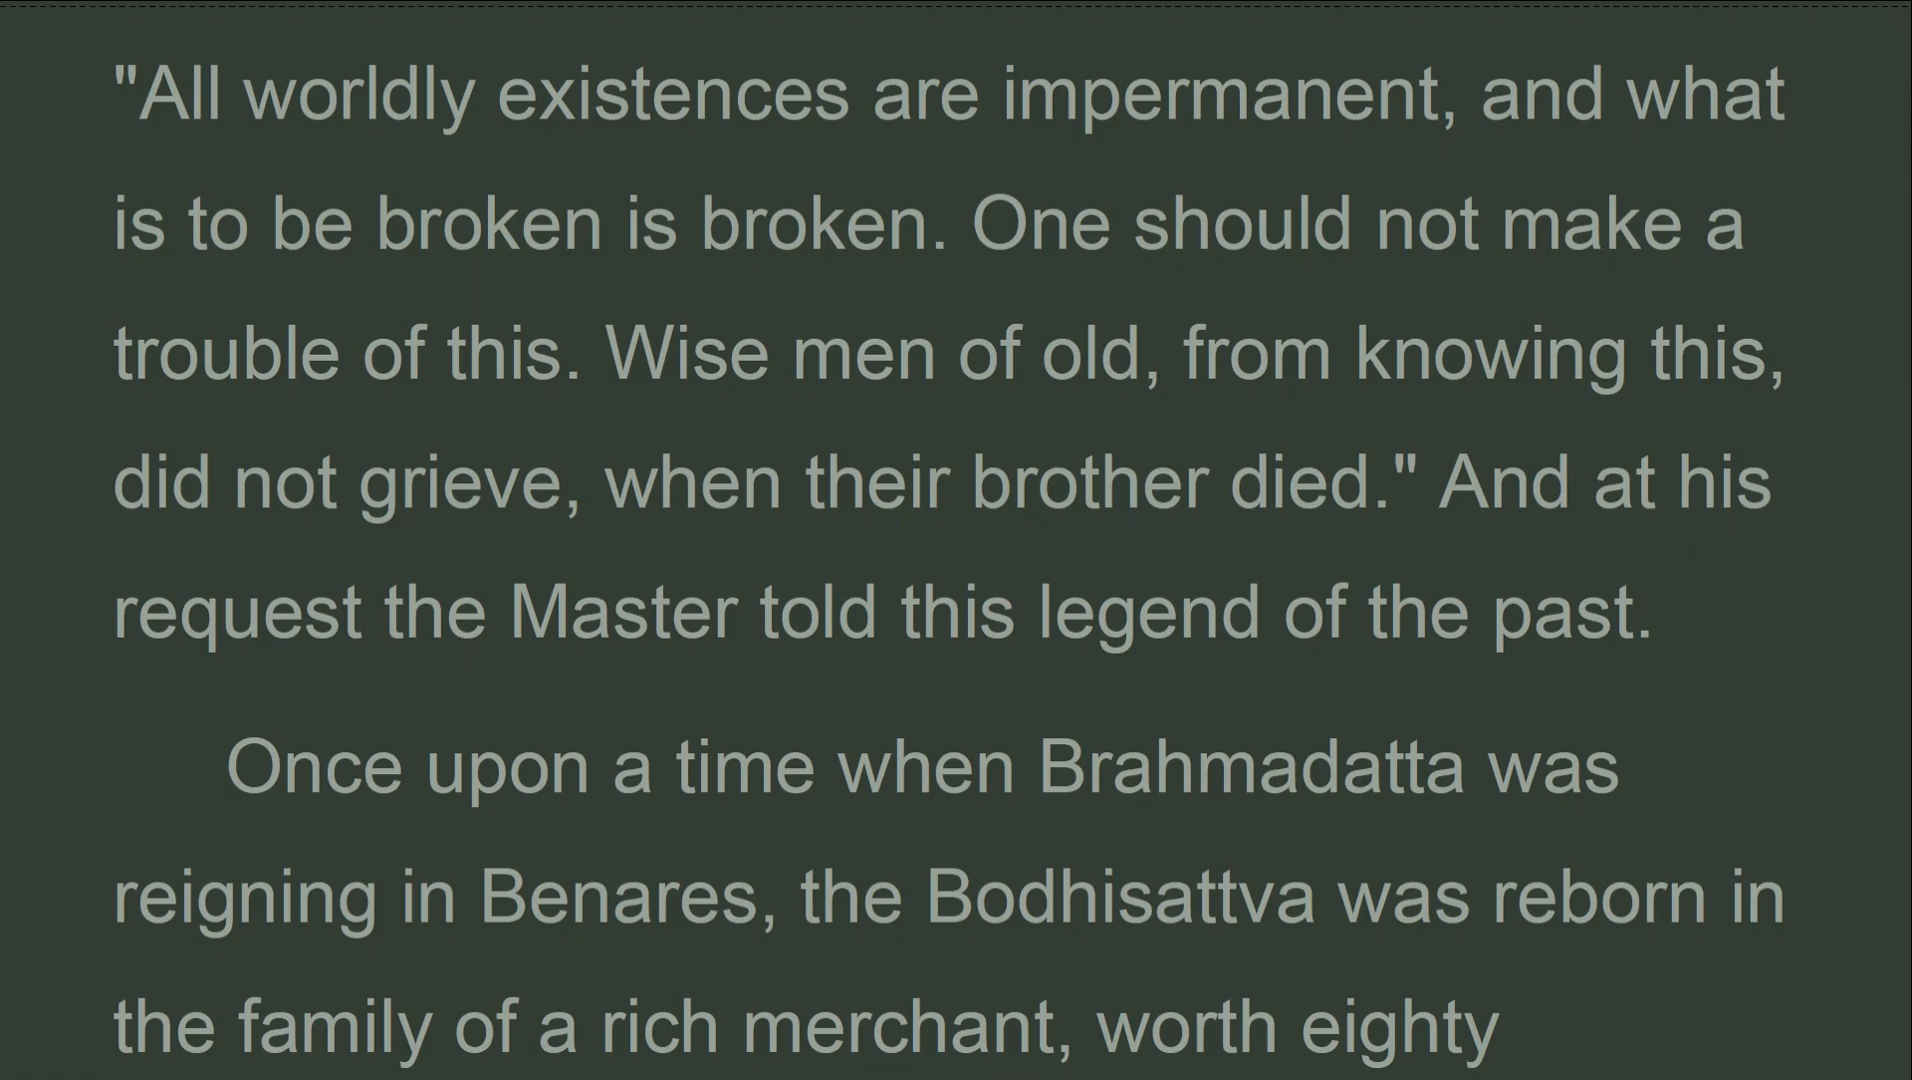 "All worldly existences are impermanent, and what
is to be broken is broken. One should not make a
trouble of this. Wise men of old, from knowing this,
did not grieve, when their brother died." And at his
request the Master told this legend of the past.
Once upon a time when Brahmadatta was
reigning in Benares, the Bodhisattva was reborn in
the family of a rich merchant, worth eighty